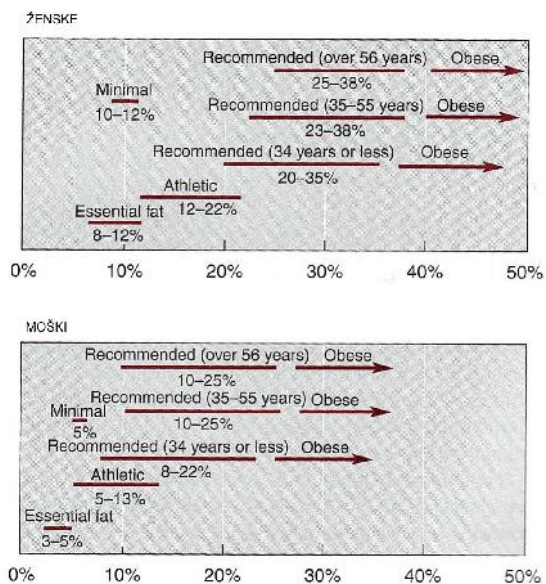 ŽENSKE
Recommended (over 56 years) Obese
25–38%
Minimal
10–12%
Recommended (35–55 years) Obese
23–38%
Recommended (34 years or less) Obese
20–35%
Athletic
12–22%
Essential fat
8–12%
0% 10% 20% 30% 40% 50%
MOŠKI
Recommended (over 56 years) Obese
10–25%
Recommended (35–55 years) Obese
10–25%
Minimal
5%
Recommended (34 years or less) Obese
8–22%
Athletic
5–13%
Essential fat
3–5%
0% 10% 20% 30% 40% 50%